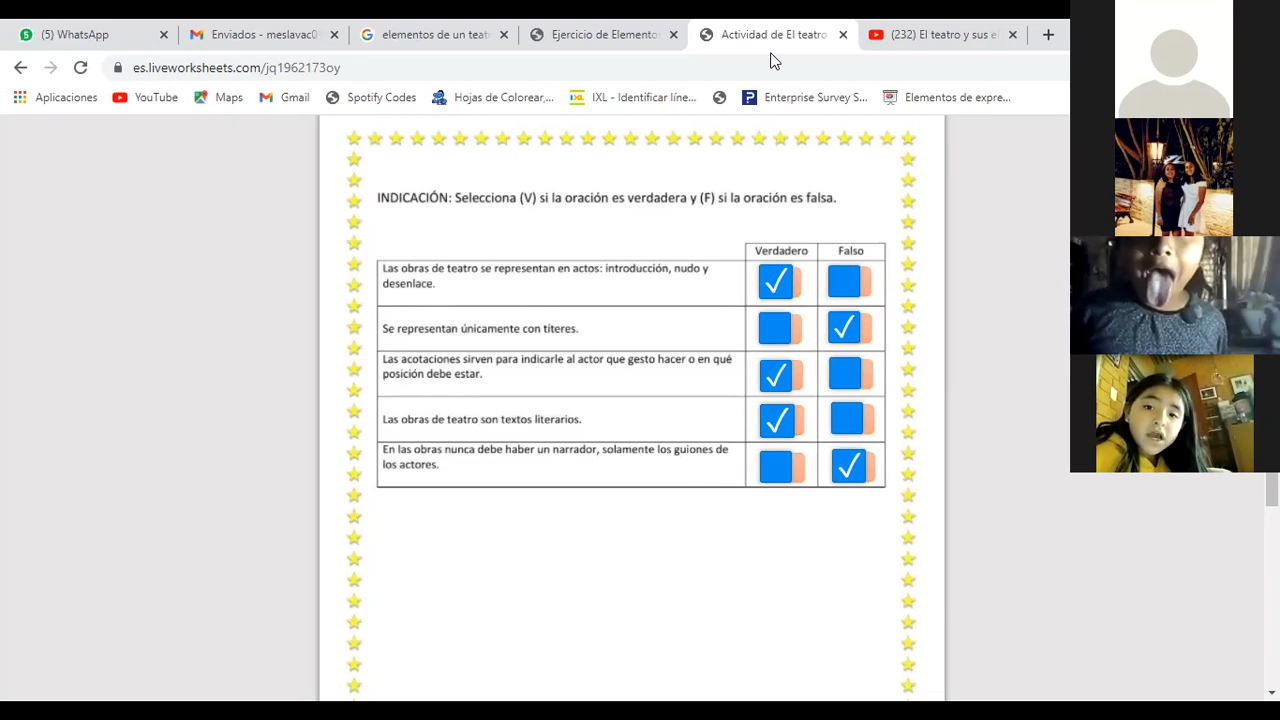 (5) WhatsApp
Enviados - meslavac0
elementos de un teat
Ejercicio de Elemento
Actividad de El teatro
(232) El teatro y sus e
es.liveworksheets.com/jq1962173oy
Aplicaciones
YouTube
Maps
Gmail
Spotify Codes
Hojas de Colorear,...
IXL - Identificar líne...
Enterprise Survey S...
Elementos de expre...
INDICACIÓN: Selecciona (V) si la oración es verdadera y (F) si la oración es falsa.
Verdadero
Falso
Las obras de teatro se representan en actos: introducción, nudo y
desenlace.
Se representan únicamente con títeres.
Las acotaciones sirven para indicarle al actor que gesto hacer o en qué
posición debe estar.
Las obras de teatro son textos literarios.
En las obras nunca debe haber un narrador, solamente los guiones de
los actores.